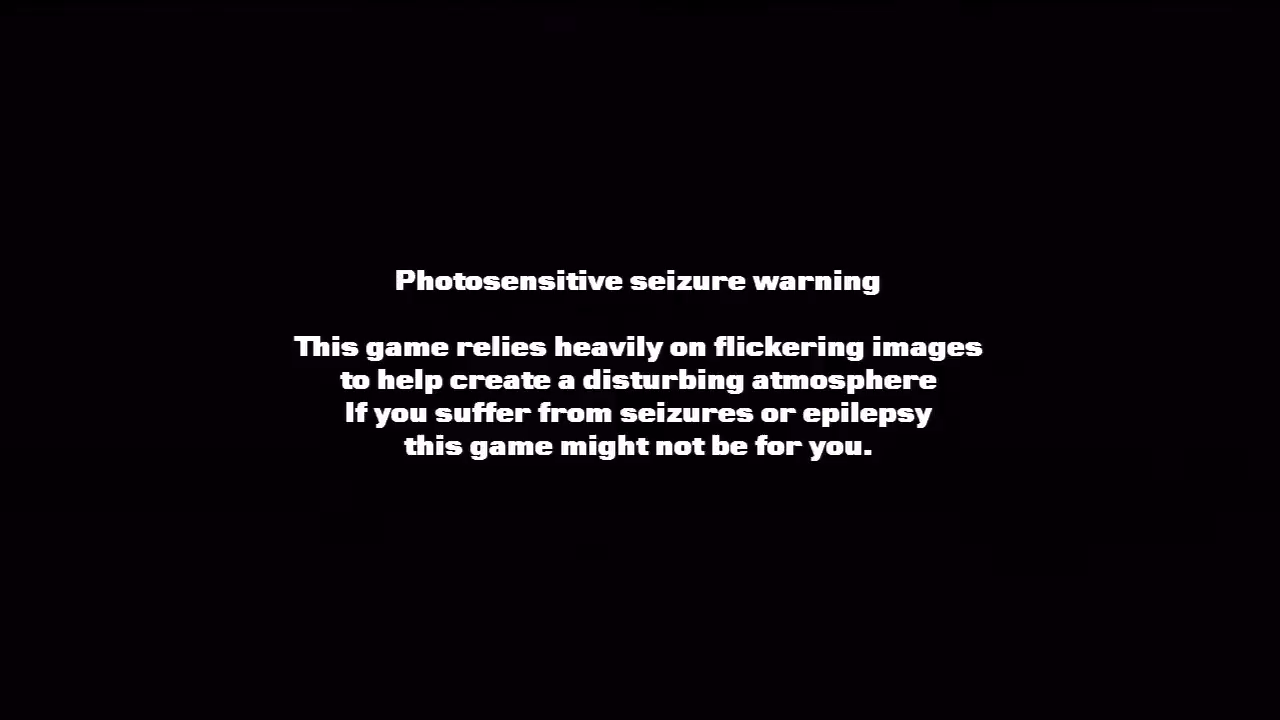 Photosensitive seizure warning
This game relies heavily on flickering images
to help create a disturbing atmosphere
If you suffer from seizures or epilepsy
this game might not be for you.